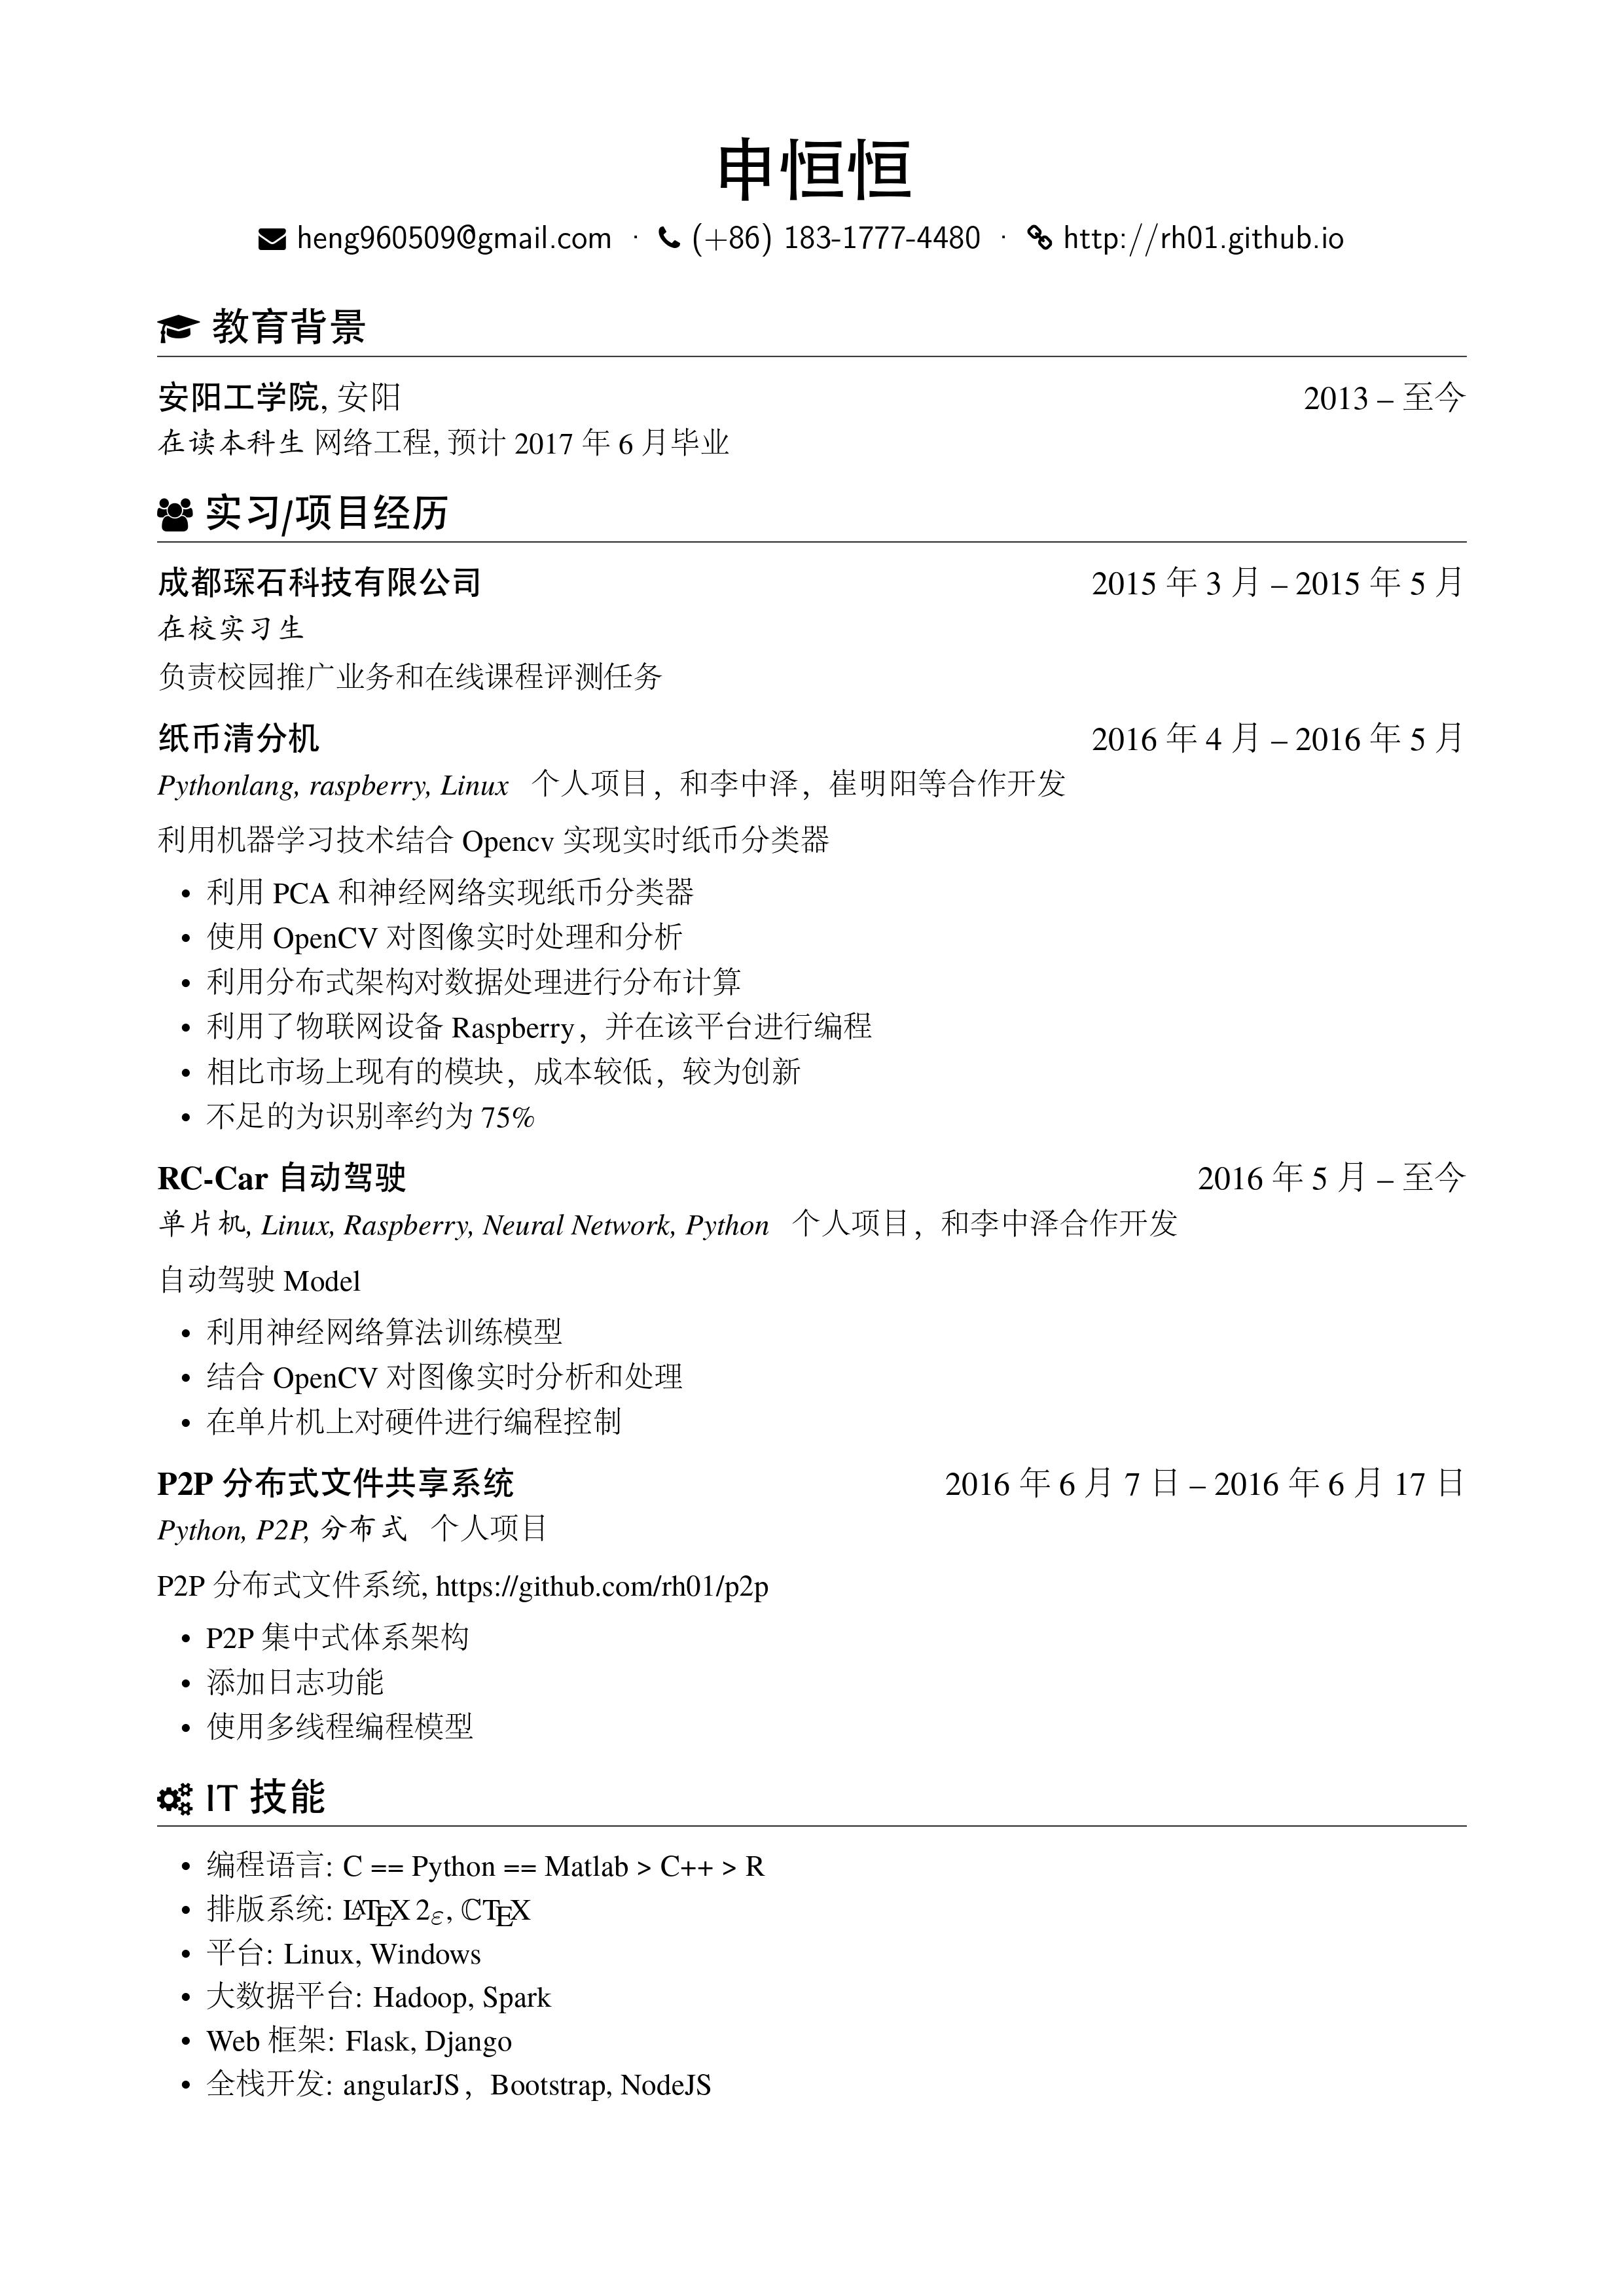 申恒恒
heng960509@gmail.com · (+86) 183-1777-4480 · http://rh01.github.io
教育背景
安阳工学院, 安阳 2013 – 至今
在读本科生 网络工程, 预计 2017 年 6 月毕业
实习/项目经历
成都琛石科技有限公司 2015 年 3 月 – 2015 年 5 月
在校实习生
负责校园推广业务和在线课程评测任务
纸币清分机 2016 年 4 月 – 2016 年 5 月
Pythonlang, raspberry, Linux 个人项目，和李中泽，崔明阳等合作开发
利用机器学习技术结合 Opencv 实现实时纸币分类器
• 利用 PCA 和神经网络实现纸币分类器
• 使用 OpenCV 对图像实时处理和分析
• 利用分布式架构对数据处理进行分布计算
• 利用了物联网设备 Raspberry，并在该平台进行编程
• 相比市场上现有的模块，成本较低，较为创新
• 不足的为识别率约为 75%
RC-Car 自动驾驶 2016 年 5 月 – 至今
单片机, Linux, Raspberry, Neural Network, Python 个人项目，和李中泽合作开发
自动驾驶 Model
• 利用神经网络算法训练模型
• 结合 OpenCV 对图像实时分析和处理
• 在单片机上对硬件进行编程控制
P2P 分布式文件共享系统 2016 年 6 月 7 日 – 2016 年 6 月 17 日
Python, P2P, 分布式 个人项目
P2P 分布式文件系统, https://github.com/rh01/p2p
• P2P 集中式体系架构
• 添加日志功能
• 使用多线程编程模型
IT 技能
• 编程语言: C == Python == Matlab > C++ > R
• 排版系统: LATEX 2ε, ℂTEX
• 平台: Linux, Windows
• 大数据平台: Hadoop, Spark
• Web 框架: Flask, Django
• 全栈开发: angularJS，Bootstrap, NodeJS